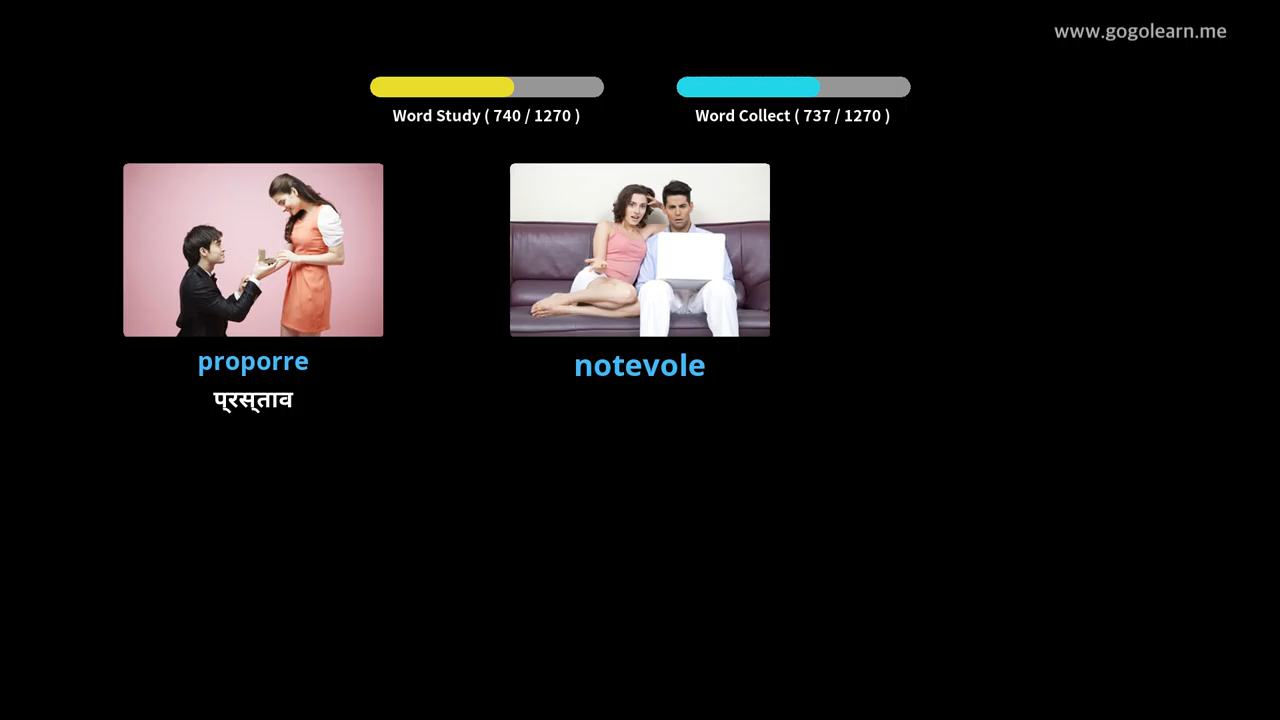 www.gogolearn.me
Word Study ( 740 / 1270 )
Word Collect ( 737 / 1270 )
proporre
प्रस्ताव
notevole